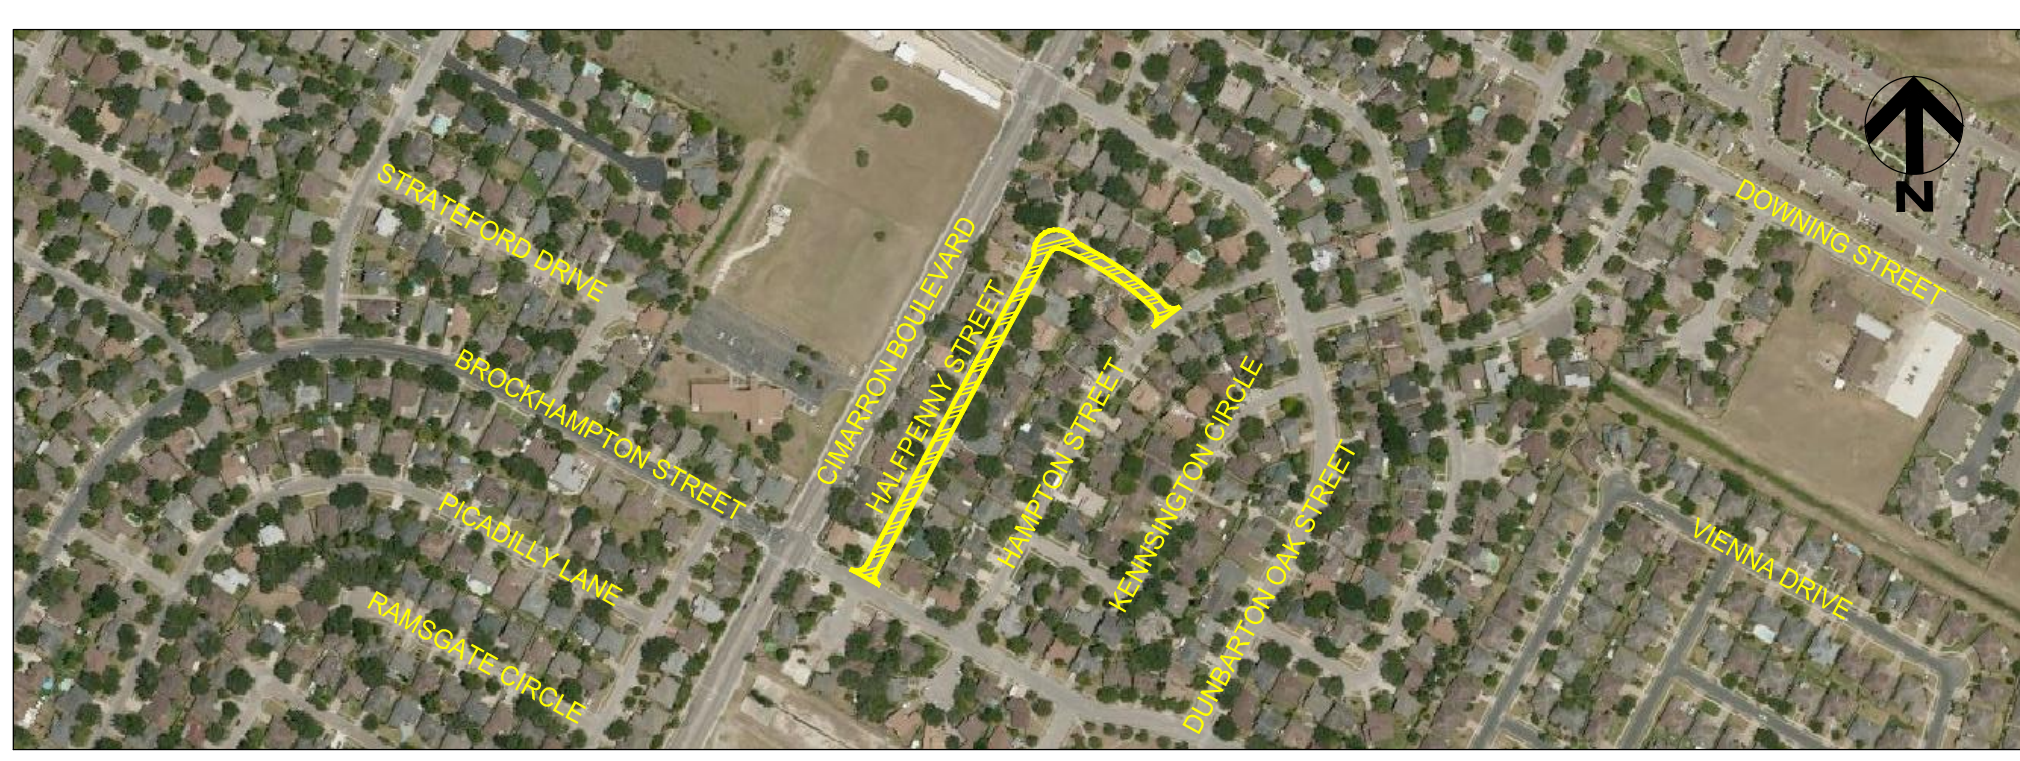 STRATEFORD DRIVE
BROCKHAMPTON STREET
PICADILLY LANE
RAMSGATE CIRCLE
CIMARRON BOULEVARD
HALFPENNY STREET
HAMPTON STREET
KENNSINGTON CIRCLE
DUNBARTON OAK STREET
DOWNING STREET
VIENNA DRIVE
N